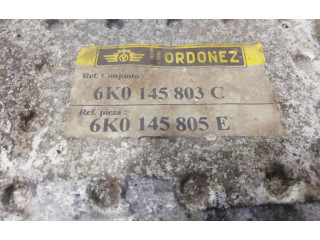 ORDONEZ
Ref. Conjunto :
6K0 145 803 C
Ref. pieza :
6K0 145 805 E